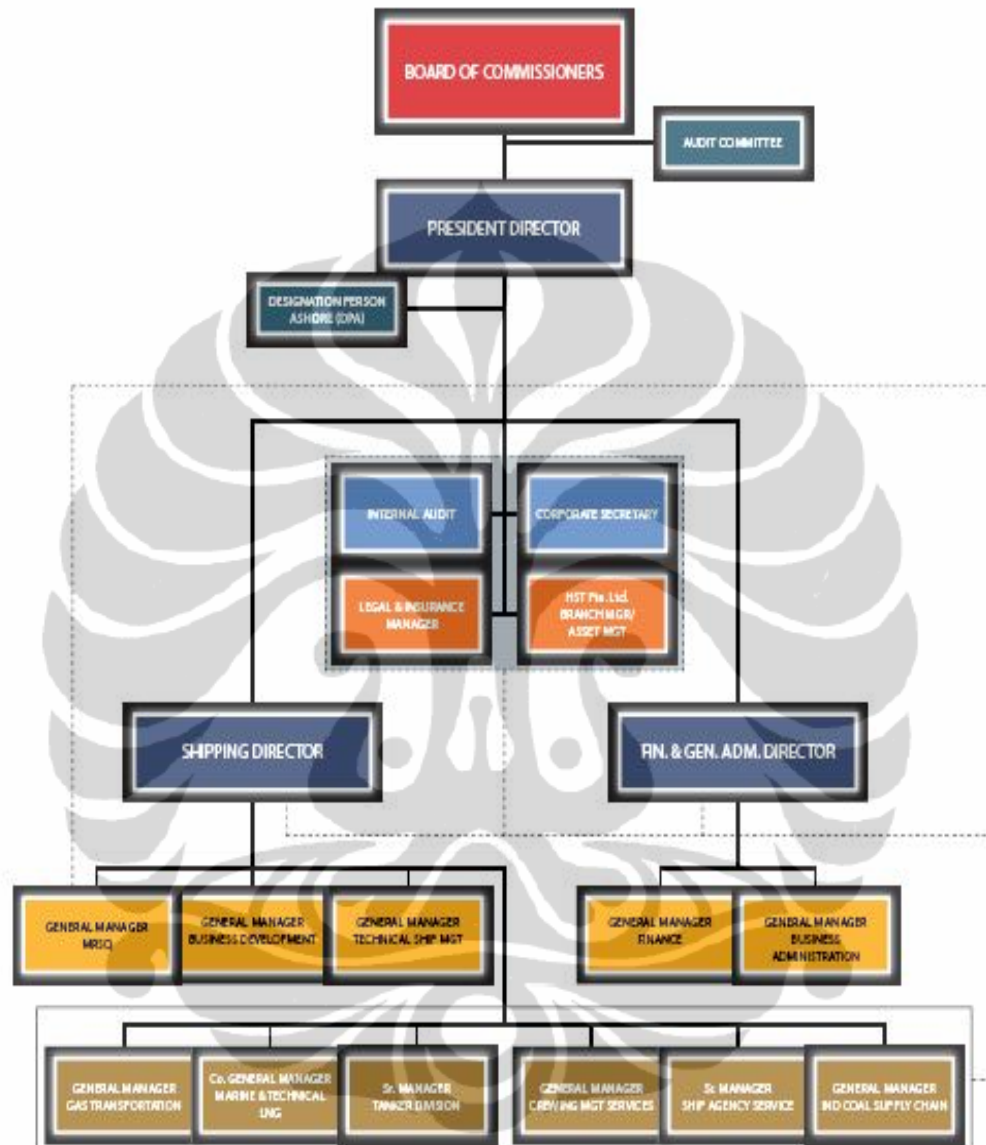 BOARD OF COMMISSIONERS
AUDIT COMMITTEE
PRESIDENT DIRECTOR
DESIGNATION PERSON
ASHORE (DPA)
INTERNAL AUDIT
CORPORATE SECRETARY
LEGAL & INSURANCE
MANAGER
HST Pte. Ltd.
BRANCH MGR/
ASSET MGT
SHIPPING DIRECTOR
FIN. & GEN. ADM. DIRECTOR
GENERAL MANAGER
MRSQ
GENERAL MANAGER
BUSINESS DEVELOPMENT
GENERAL MANAGER
TECHNICAL SHIP MGT
GENERAL MANAGER
FINANCE
GENERAL MANAGER
BUSINESS
ADMINISTRATION
GENERAL MANAGER
GAS TRANSPORTATION
Co. GENERAL MANAGER
MARINE & TECHNICAL
LNG
Sr. MANAGER
TANKER DIVISION
GENERAL MANAGER
CREWING MGT SERVICES
Sr. MANAGER
SHIP AGENCY SERVICE
GENERAL MANAGER
IND COAL SUPPLY CHAIN